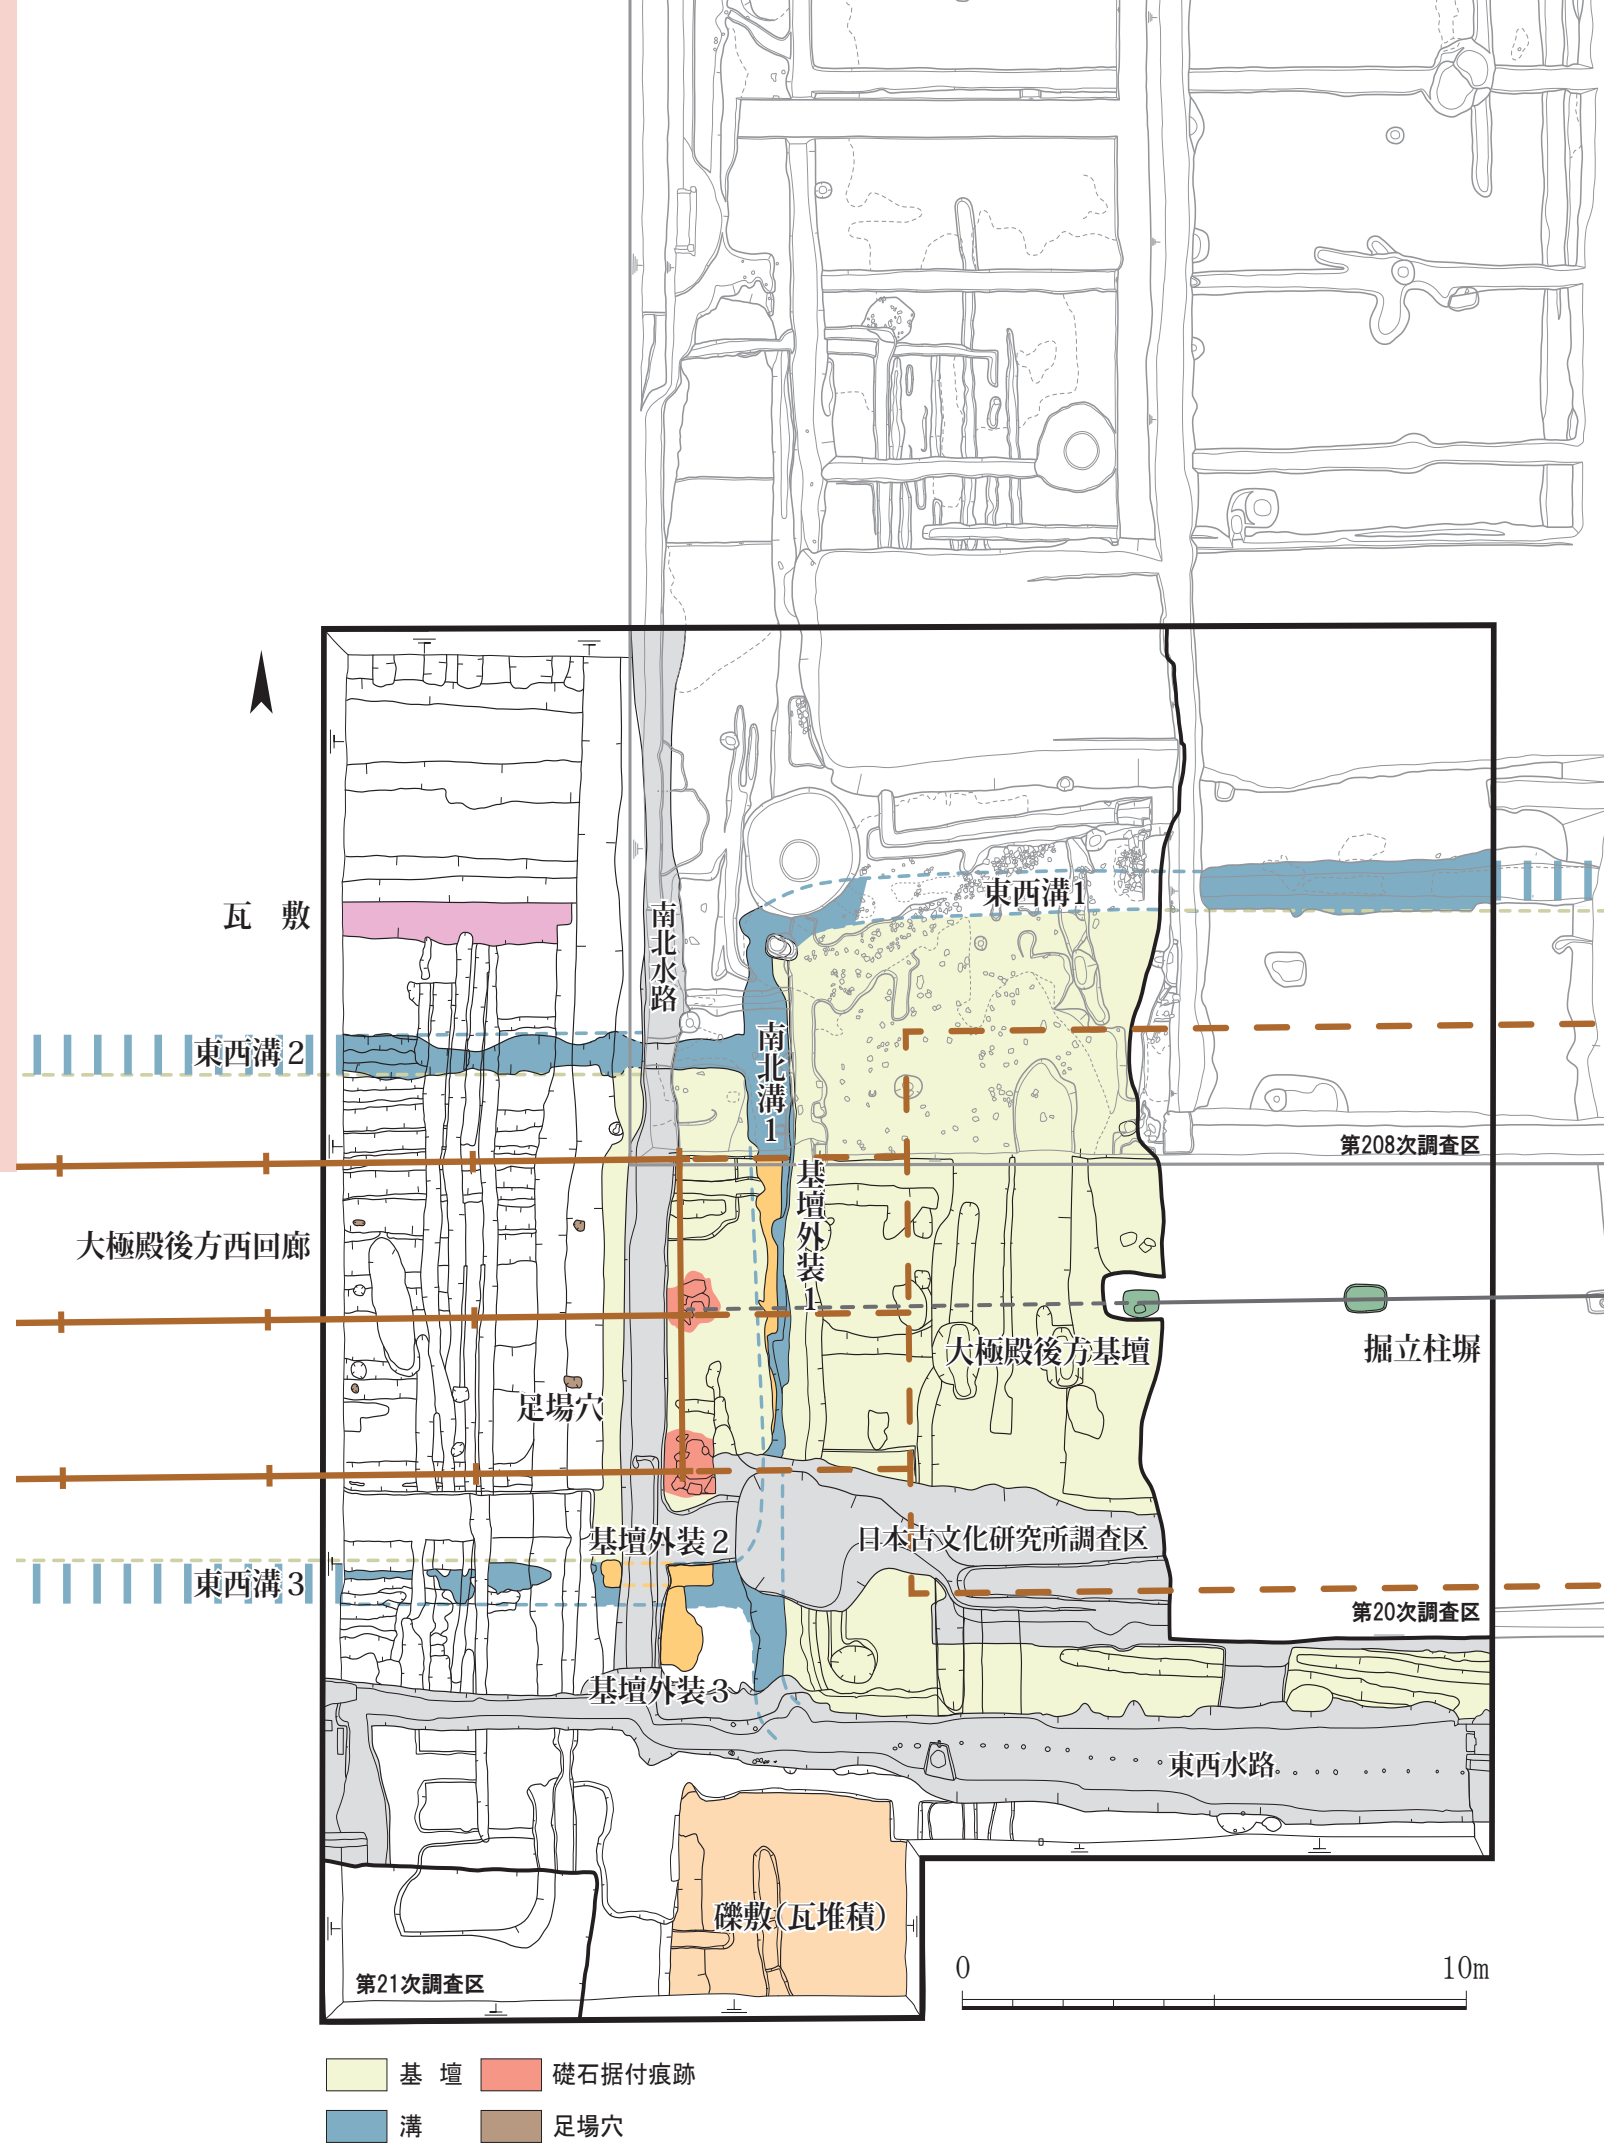 東西溝1
瓦 敷
南北水路
東西溝2
南北溝1
第208次調査区
基壇外装1
大極殿後方西回廊
大極殿後方基壇
掘立柱塀
足場穴
基壇外装2
日本古文化研究所調査区
東西溝3
第20次調査区
基壇外装3
東西水路
礫敷(瓦堆積)
第21次調査区
0 10m
基 壇 礎石据付痕跡
溝 足場穴